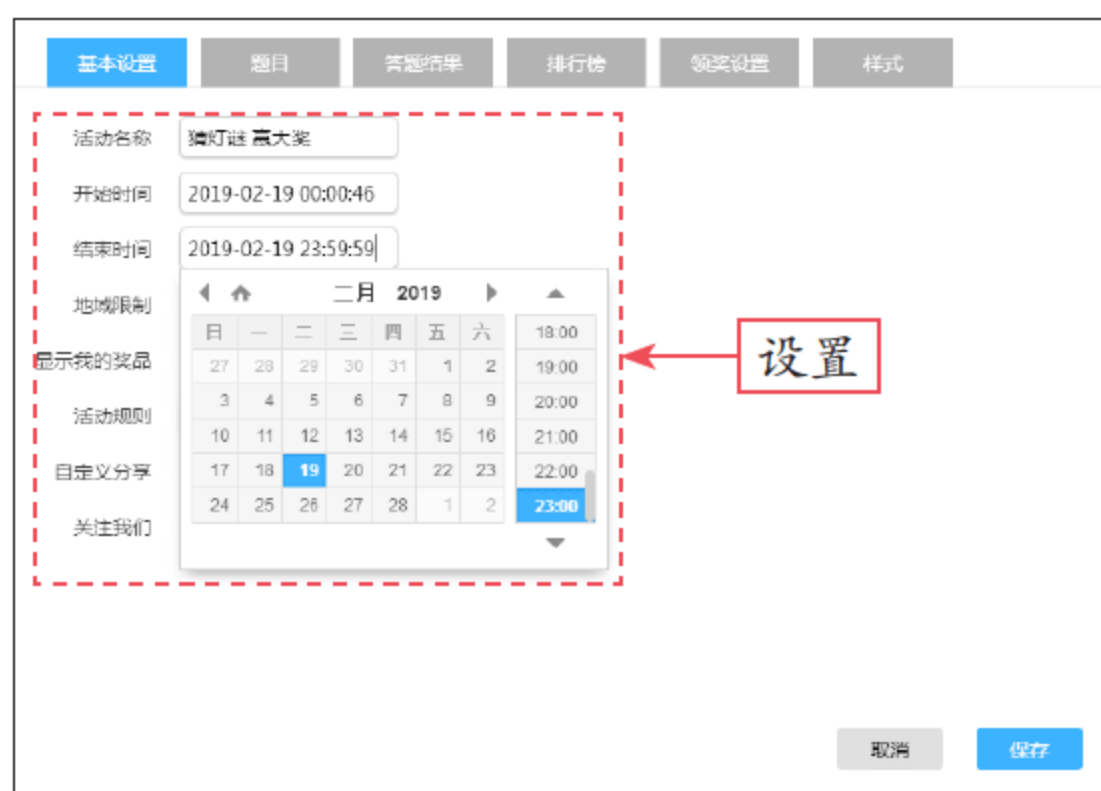 基本设置 题目 答题结果 排行榜 领奖设置 样式
活动名称 猜灯谜 赢大奖
开始时间 2019-02-19 00:00:46
结束时间 2019-02-19 23:59:59
地域限制
显示我的奖品
活动规则
自定义分享
关注我们
二月 2019
日 一 二 三 四 五 六
27 28 29 30 31 1 2
3 4 5 6 7 8 9
10 11 12 13 14 15 16
17 18 19 20 21 22 23
24 25 26 27 28 1 2
18:00
19:00
20:00
21:00
22:00
23:00
设置
取消 保存